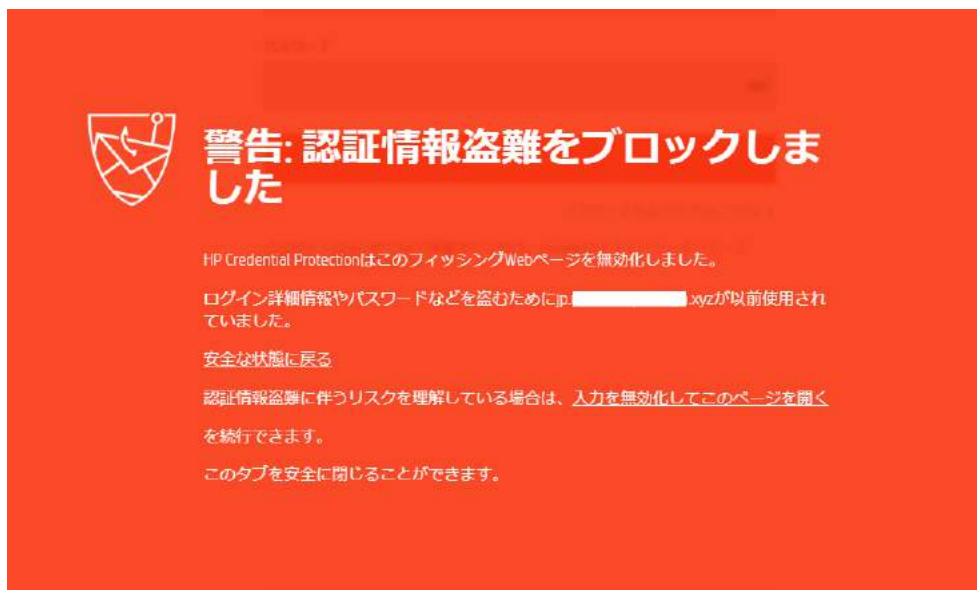 警告: 認証情報盗難をブロックしま
した
HP Credential ProtectionはこのフィッシングWebページを無効化しました。
ログイン詳細情報やパスワードなどを盗むためにjp. .xyzが以前使用され
ていました。
安全な状態に戻る
認証情報盗難に伴うリスクを理解している場合は、入力を無効化してこのページを開く
を続行できます。
このタブを安全に閉じることができます。